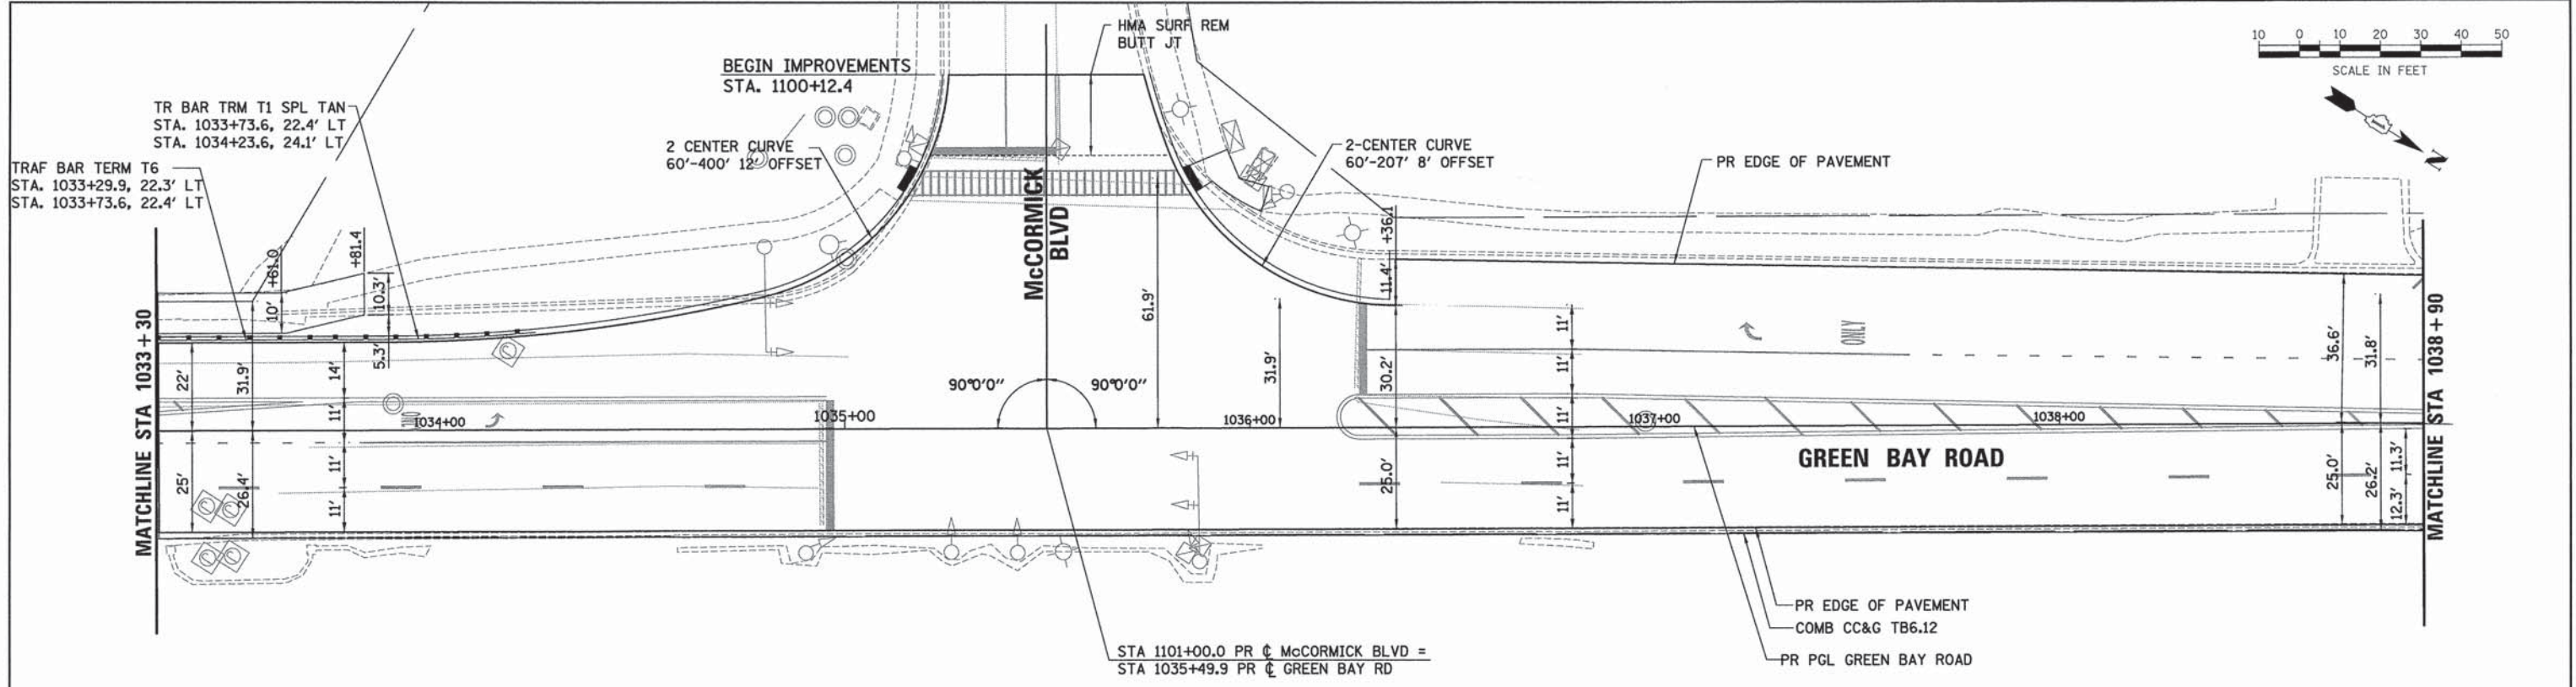 HMA SURF REM
BUTT JT
10 0 10 20 30 40 50
SCALE IN FEET
N
BEGIN IMPROVEMENTS
STA. 1100+12.4
TR BAR TRM T1 SPL TAN
STA. 1033+73.6, 22.4' LT
STA. 1034+23.6, 24.1' LT
TRAF BAR TERM T6
STA. 1033+29.9, 22.3' LT
STA. 1033+73.6, 22.4' LT
2 CENTER CURVE
60'-400' 12' OFFSET
2-CENTER CURVE
60'-207' 8' OFFSET
PR EDGE OF PAVEMENT
McCORMICK
BLVD
+61.0
+81.4
10'
10.3'
5.3'
+36.1
11.4'
61.9'
31.9'
30.2'
11'
11'
11'
11'
11'
ONLY
36.6'
31.8'
MATCHLINE STA 1033+30
22'
31.9'
14'
11'
25'
26.4'
11'
11'
90°0'0"
90°0'0"
1034+00
1035+00
1036+00
1037+00
1038+00
GREEN BAY ROAD
25.0'
25.0'
26.2'
11.3'
12.3'
MATCHLINE STA 1038+90
PR EDGE OF PAVEMENT
COMB CC&G TB6.12
PR PGL GREEN BAY ROAD
STA 1101+00.0 PR ℄ McCORMICK BLVD =
STA 1035+49.9 PR ℄ GREEN BAY RD